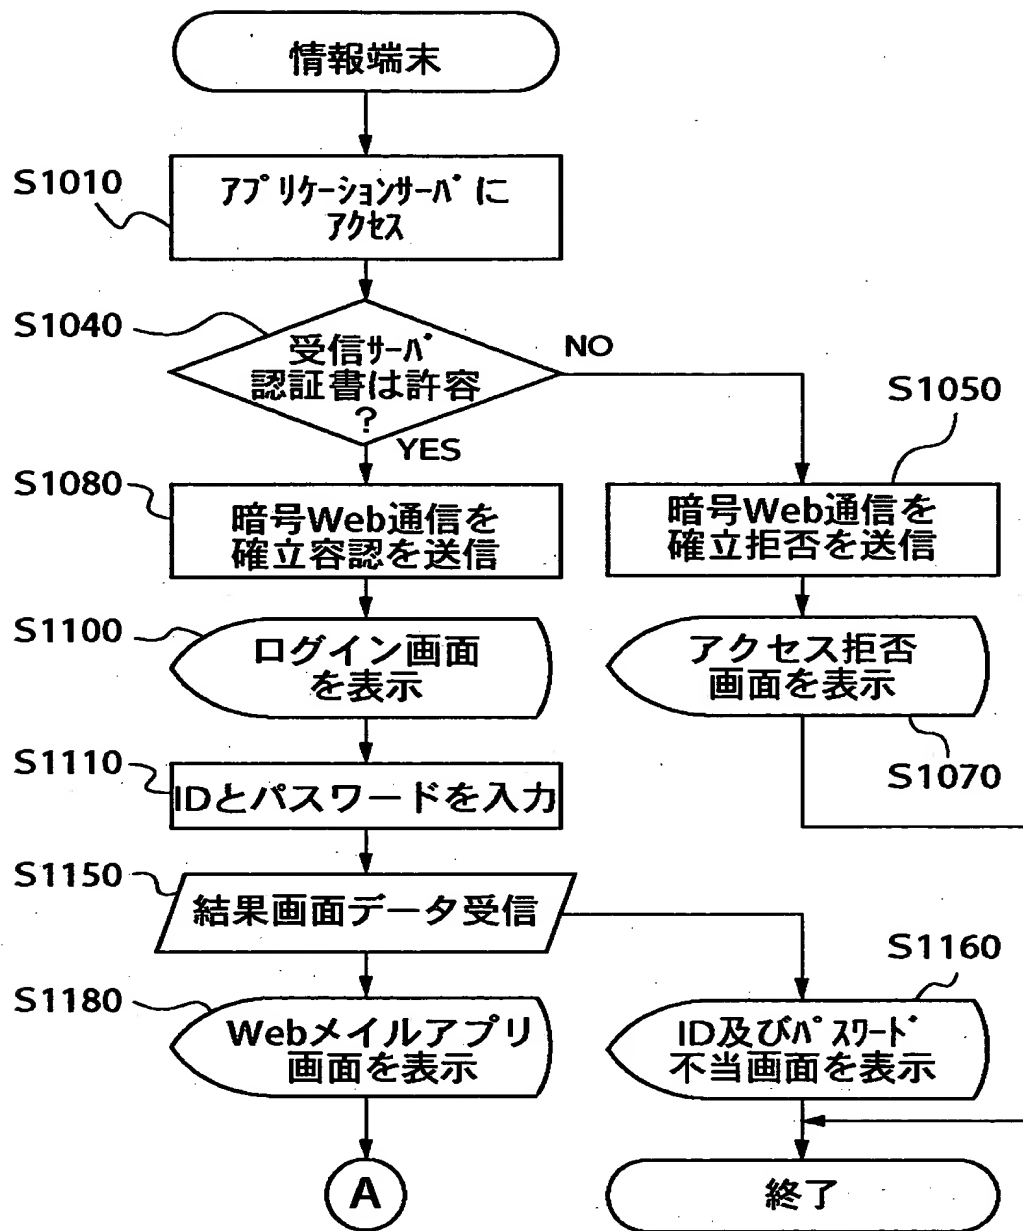 情報端末
S1010
ｱﾌﾟﾘｹｰｼｮﾝｻｰﾊﾞに
ｱｸｾｽ
S1040
受信ｻｰﾊﾞ
認証書は許容
?
NO
YES
S1050
S1080
暗号Web通信を
確立容認を送信
暗号Web通信を
確立拒否を送信
S1100
ログイン画面
を表示
アクセス拒否
画面を表示
S1070
S1110
IDとパスワードを入力
S1150
結果画面データ受信
S1160
S1180
Webメイルアプリ
画面を表示
ID及びﾊﾟｽﾜｰﾄﾞ
不当画面を表示
A
終了